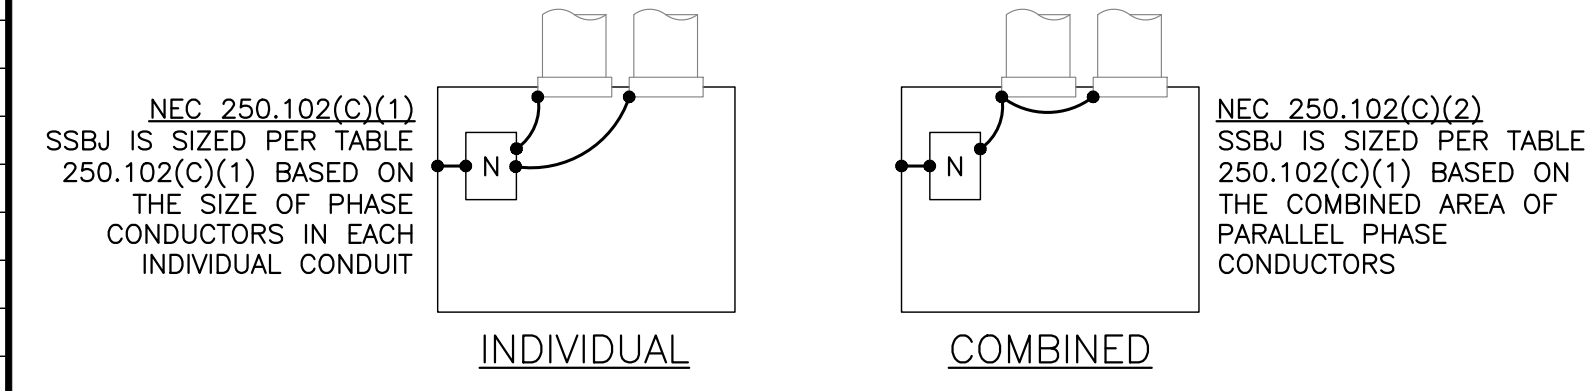 NEC 250.102(C)(1)
SSBJ IS SIZED PER TABLE
250.102(C)(1) BASED ON
THE SIZE OF PHASE
CONDUCTORS IN EACH
INDIVIDUAL CONDUIT
N
INDIVIDUAL
N
COMBINED
NEC 250.102(C)(2)
SSBJ IS SIZED PER TABLE
250.102(C)(1) BASED ON
THE COMBINED AREA OF
PARALLEL PHASE
CONDUCTORS